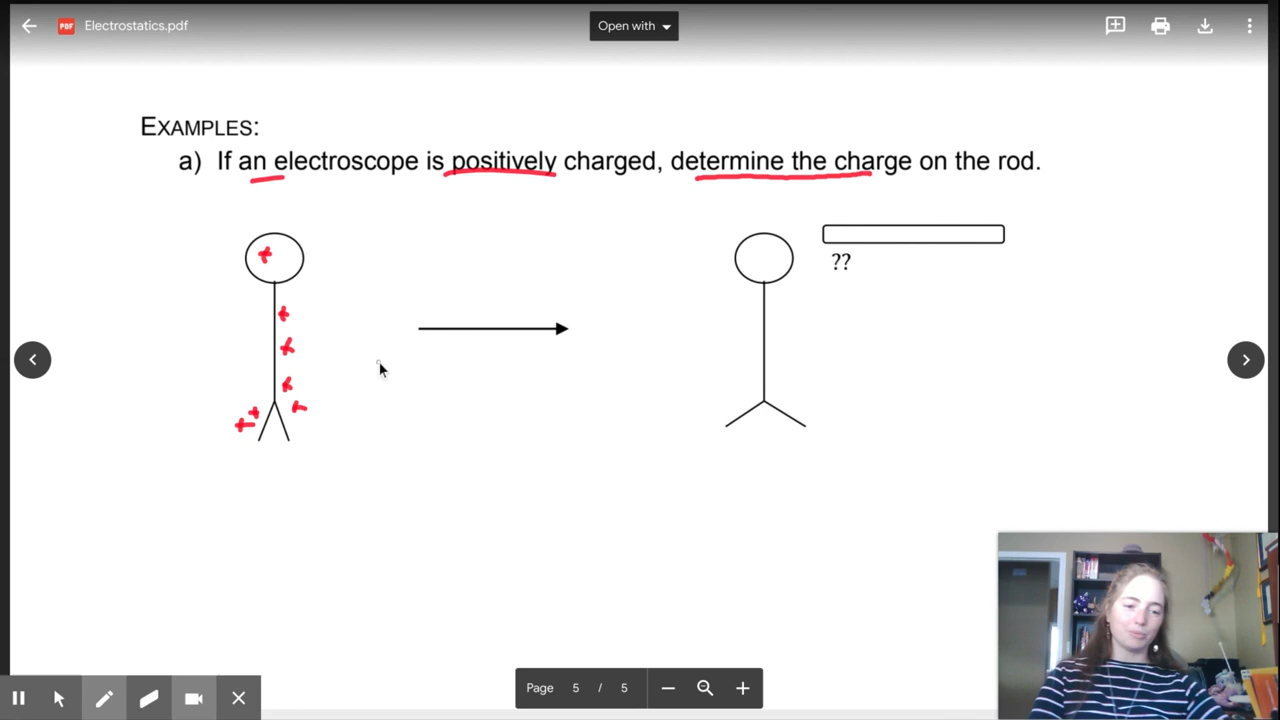 PDF Electrostatics.pdf
Open with
EXAMPLES:
a) If an electroscope is positively charged, determine the charge on the rod.
+
+
+
+
+
+
+
??
Page 5 / 5